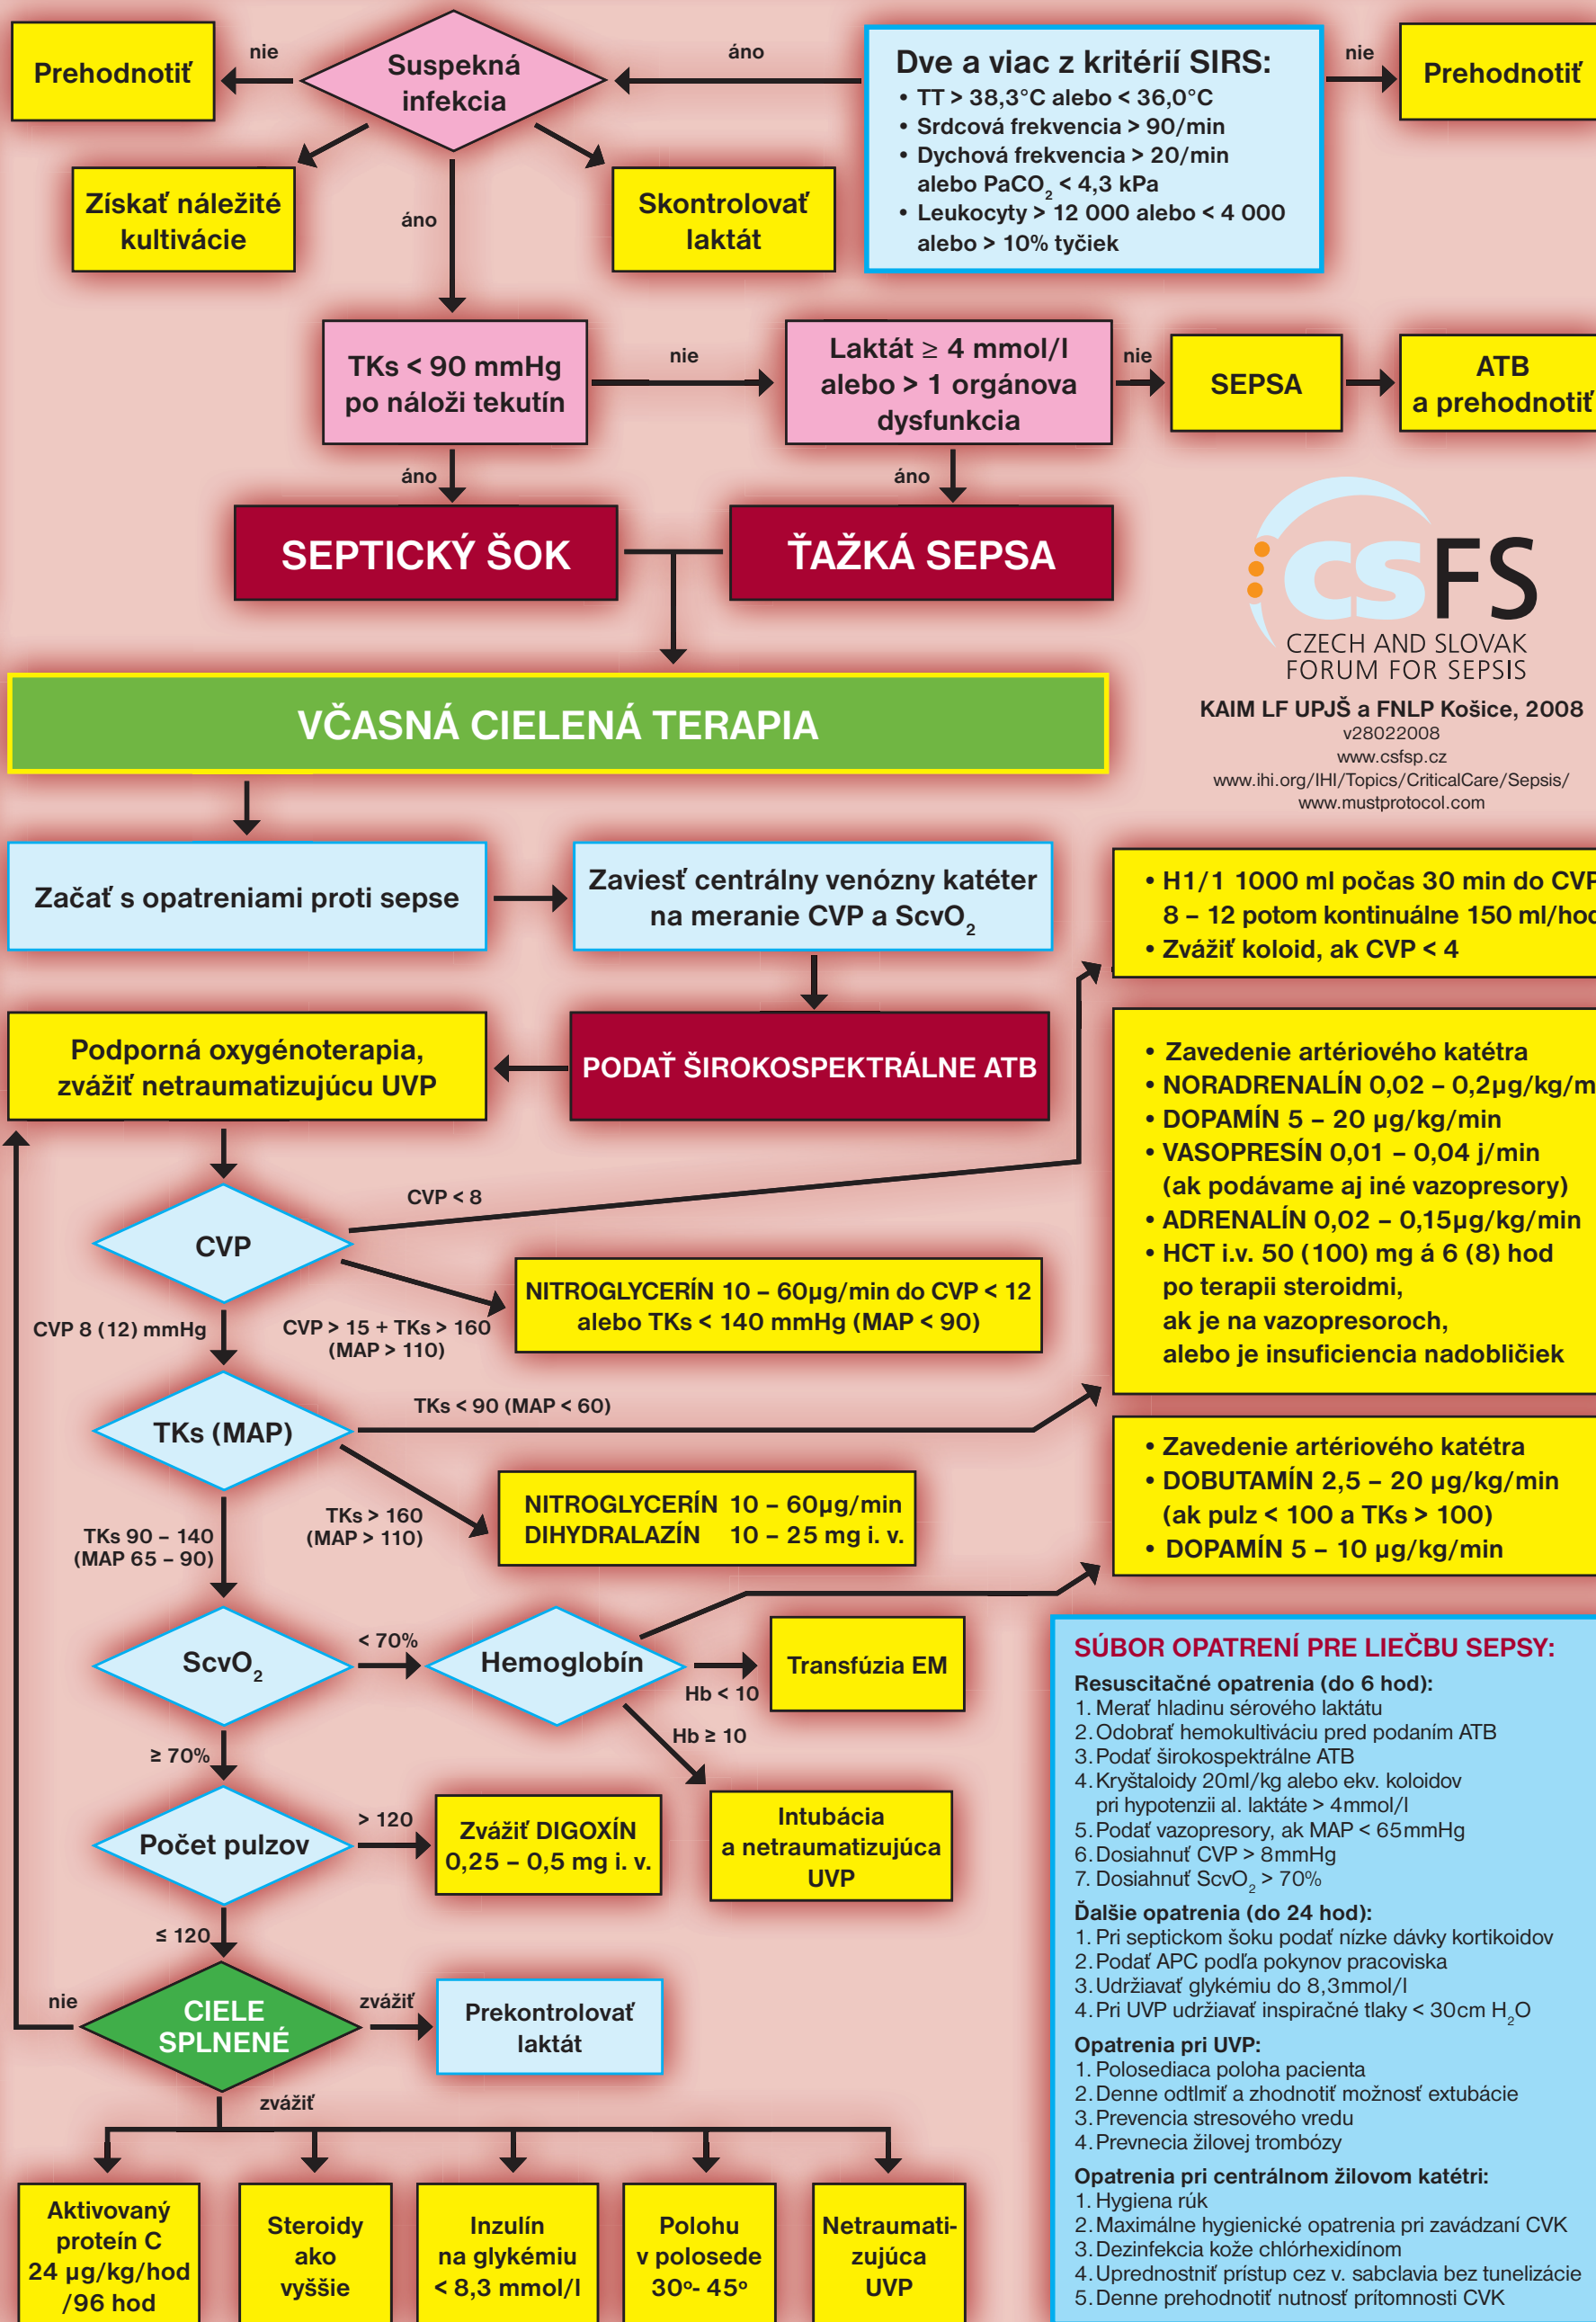 Prehodnotiť
nie
Suspekná
infekcia
áno
Dve a viac z kritérií SIRS:
• TT > 38,3°C alebo < 36,0°C
• Srdcová frekvencia > 90/min
• Dychová frekvencia > 20/min
alebo PaCO₂ < 4,3 kPa
• Leukocyty > 12 000 alebo < 4 000
alebo > 10% tyčiek
nie
Prehodnotiť
Získať náležité
kultivácie
áno
Skontrolovať
laktát
TKs < 90 mmHg
po náloži tekutín
nie
Laktát ≥ 4 mmol/l
alebo > 1 orgánova
dysfunkcia
nie
SEPSA
ATB
a prehodnotiť
áno
áno
SEPTICKÝ ŠOK
ŤAŽKÁ SEPSA
csFS
CZECH AND SLOVAK
FORUM FOR SEPSIS
KAIM LF UPJŠ a FNLP Košice, 2008
v28022008
www.csfsp.cz
www.ihi.org/IHI/Topics/CriticalCare/Sepsis/
www.mustprotocol.com
VČASNÁ CIELENÁ TERAPIA
Začať s opatreniami proti sepse
Zaviesť centrálny venózny katéter
na meranie CVP a ScvO₂
• H1/1 1000 ml počas 30 min do CVP
8 – 12 potom kontinuálne 150 ml/hod
• Zvážiť koloid, ak CVP < 4
Podporná oxygénoterapia,
zvážiť netraumatizujúcu UVP
PODAŤ ŠIROKOSPEKTRÁLNE ATB
• Zavedenie artériového katétra
• NORADRENALÍN 0,02 – 0,2µg/kg/m
• DOPAMÍN 5 – 20 µg/kg/min
• VASOPRESÍN 0,01 – 0,04 j/min
(ak podávame aj iné vazopresory)
• ADRENALÍN 0,02 – 0,15µg/kg/min
• HCT i.v. 50 (100) mg á 6 (8) hod
po terapii steroidmi,
ak je na vazopresoroch,
alebo je insuficiencia nadobličiek
CVP
CVP < 8
NITROGLYCERÍN 10 – 60µg/min do CVP < 12
alebo TKs < 140 mmHg (MAP < 90)
CVP 8 (12) mmHg
CVP > 15 + TKs > 160
(MAP > 110)
TKs (MAP)
TKs < 90 (MAP < 60)
NITROGLYCERÍN 10 – 60µg/min
DIHYDRALAZÍN 10 – 25 mg i. v.
TKs > 160
(MAP > 110)
TKs 90 – 140
(MAP 65 – 90)
• Zavedenie artériového katétra
• DOBUTAMÍN 2,5 – 20 µg/kg/min
(ak pulz < 100 a TKs > 100)
• DOPAMÍN 5 – 10 µg/kg/min
ScvO₂
< 70%
Hemoglobín
Hb < 10
Transfúzia EM
Hb ≥ 10
≥ 70%
Počet pulzov
> 120
Zvážiť DIGOXÍN
0,25 – 0,5 mg i. v.
Intubácia
a netraumatizujúca
UVP
≤ 120
nie
CIELE
SPLNENÉ
zvážiť
Prekontrolovať
laktát
zvážiť
Aktivovaný
proteín C
24 µg/kg/hod
/96 hod
Steroidy
ako
vyššie
Inzulín
na glykémiu
< 8,3 mmol/l
Polohu
v polosede
30º- 45º
Netraumati-
zujúca
UVP
SÚBOR OPATRENÍ PRE LIEČBU SEPSY:
Resuscitačné opatrenia (do 6 hod):
1. Merať hladinu sérového laktátu
2. Odobrať hemokultiváciu pred podaním ATB
3. Podať širokospektrálne ATB
4. Kryštaloidy 20ml/kg alebo ekv. koloidov
pri hypotenzii al. laktáte > 4mmol/l
5. Podať vazopresory, ak MAP < 65mmHg
6. Dosiahnuť CVP > 8mmHg
7. Dosiahnuť ScvO₂ > 70%
Ďalšie opatrenia (do 24 hod):
1. Pri septickom šoku podať nízke dávky kortikoidov
2. Podať APC podľa pokynov pracoviska
3. Udržiavať glykémiu do 8,3mmol/l
4. Pri UVP udržiavať inspiračné tlaky < 30cm H₂O
Opatrenia pri UVP:
1. Polosediaca poloha pacienta
2. Denne odtlmiť a zhodnotiť možnosť extubácie
3. Prevencia stresového vredu
4. Prevnecia žilovej trombózy
Opatrenia pri centrálnom žilovom katétri:
1. Hygiena rúk
2. Maximálne hygienické opatrenia pri zavádzaní CVK
3. Dezinfekcia kože chlórhexidínom
4. Uprednostniť prístup cez v. sabclavia bez tunelizácie
5. Denne prehodnotiť nutnosť prítomnosti CVK